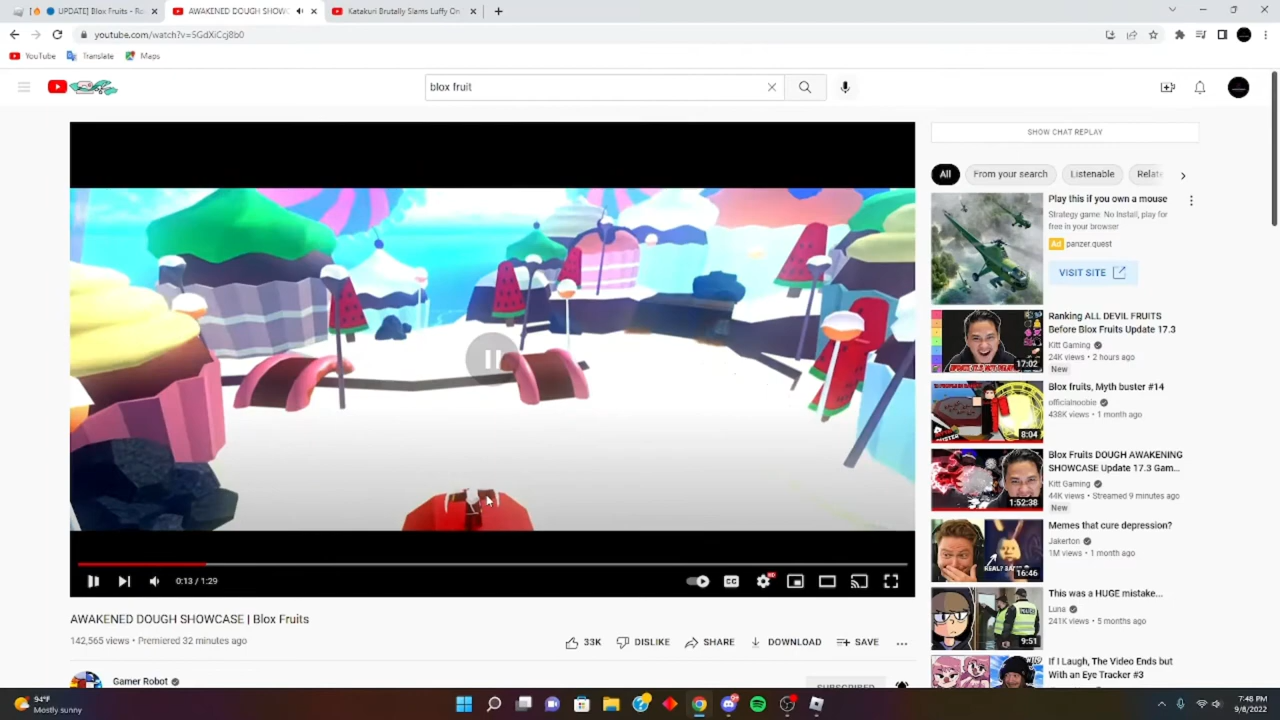 UPDATE] Blox Fruits - Ro
AWAKENED DOUGH SHOW
Katakuri Brutally Slams Luffy On
youtube.com/watch?v=SGdXiCcj8b0
YouTube
Translate
Maps
blox fruit
SHOW CHAT REPLAY
All
From your search
Listenable
Relate
Play this if you own a mouse
Strategy game: No Install, play for
free in your browser
Ad panzer.quest
VISIT SITE
Ranking ALL DEVIL FRUITS
Before Blox Fruits Update 17.3
Kitt Gaming
24K views • 2 hours ago
New
17:02
Blox fruits, Myth buster #14
officialnoobie
438K views • 1 month ago
8:04
Blox Fruits DOUGH AWAKENING
SHOWCASE Update 17.3 Gam...
Kitt Gaming
44K views • Streamed 9 minutes ago
New
1:52:38
Memes that cure depression?
Jakerton
1M views • 1 month ago
16:46
This was a HUGE mistake...
Luna
241K views • 5 months ago
9:51
If I Laugh, The Video Ends but
With an Eye Tracker #3
0:13 / 1:29
CC
HD
AWAKENED DOUGH SHOWCASE | Blox Fruits
142,565 views • Premiered 32 minutes ago
33K
DISLIKE
SHARE
DOWNLOAD
SAVE
Gamer Robot
SUBSCRIBED
94°F
Mostly sunny
7:48 PM
9/8/2022